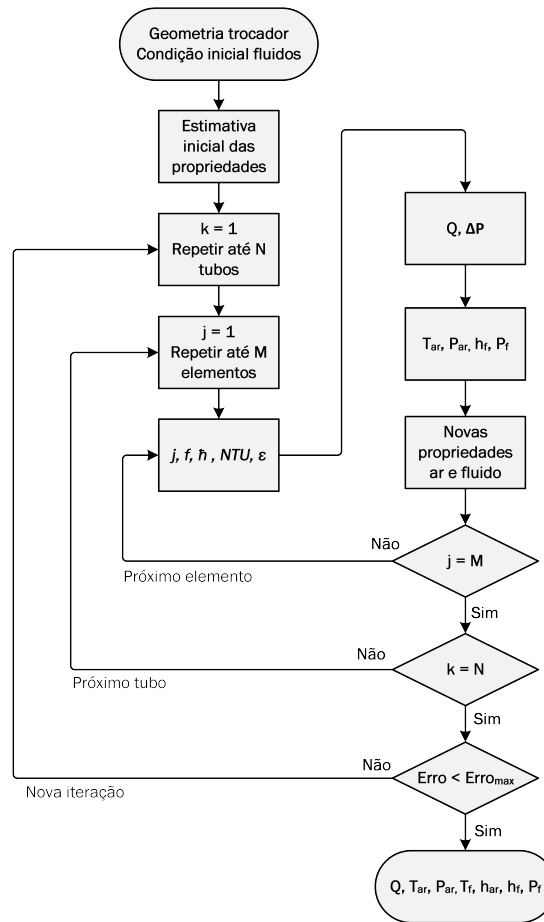 Geometria trocador
Condição inicial fluidos
Estimativa
inicial das
propriedades
k = 1
Repetir até N
tubos
j = 1
Repetir até M
elementos
j, f, ħ , NTU, ε
Q, ΔP
Tar, Par, hf, Pf
Novas
propriedades
ar e fluido
j = M
Não
Próximo elemento
Sim
k = N
Não
Próximo tubo
Sim
Erro < Erromax
Não
Nova iteração
Sim
Q, Tar, Par, Tf, har, hf, Pf